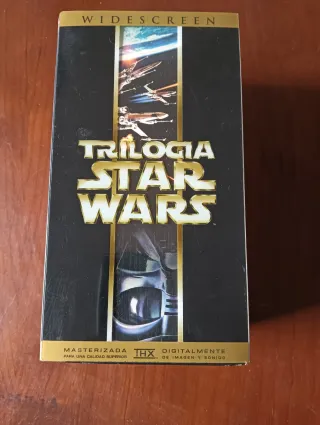 WIDESCREEN
TRILOGIA
STAR
WARS
MASTERIZADA THX DIGITALMENTE
PARA UNA CALIDAD SUPERIOR DE IMAGEN Y SONIDO